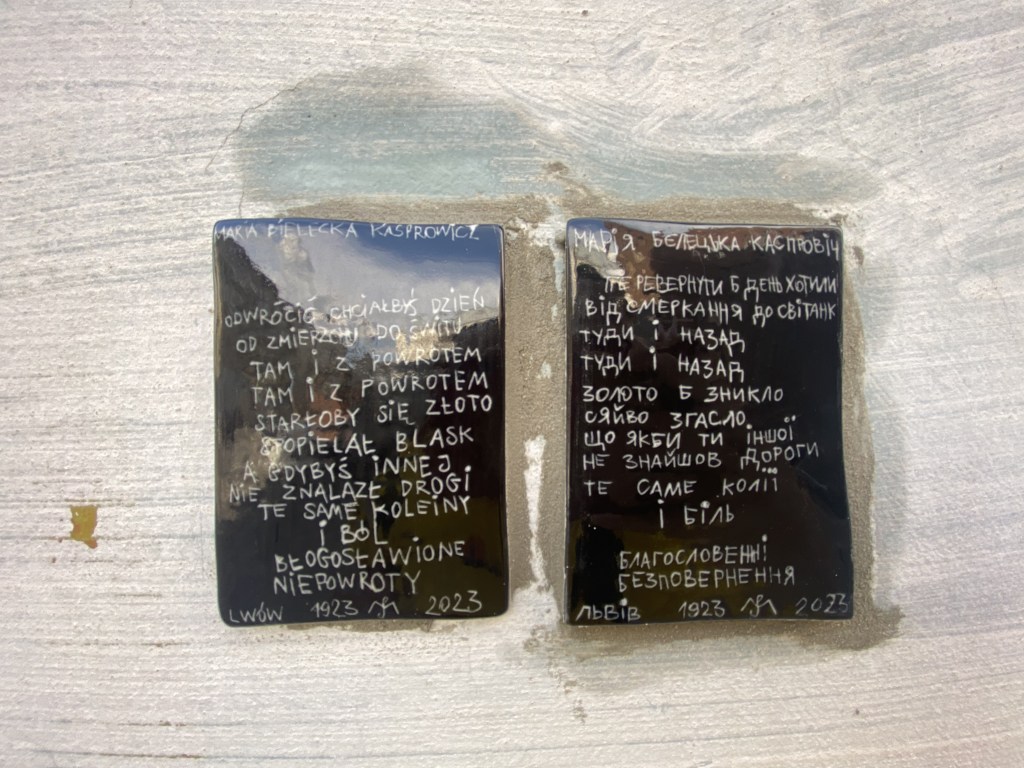 MARIA BIELECKA KASPROWICZ
ODWRÓCIĆ CHCIAŁBYŚ DZIEŃ
OD ZMIERZCHU DO ŚWITU
TAM I Z POWROTEM
TAM I Z POWROTEM
STARŁOBY SIĘ ZŁOTO
SPOPIELAŁ BLASK
A GDYBYŚ INNEJ
NIE ZNALAZŁ DROGI
TE SAME KOLEINY
I BÓL
BŁOGOSŁAWIONE
NIEPOWROTY
LWÓW 1923 2023
МАРІЯ БЄЛЕЦЬКА КАСПРОВІЧ
ПЕРЕВЕРНУТИ Б ДЕНЬ ХОТИЛИ
ВІД СМЕРКАННЯ ДО СВІТАНК
ТУДИ І НАЗАД
ТУДИ І НАЗАД
ЗОЛОТО Б ЗНИКЛО
СЯЙВО ЗГАСЛО
ЩО ЯКБИ ТИ ІНШОЇ
НЕ ЗНАЙШОВ ДОРОГИ
ТЕ САМЕ КОЛІЇ
І БІЛЬ
БЛАГОСЛОВЕННІ
БЕЗПОВЕРНЕННЯ
ЛЬВІВ 1923 2023